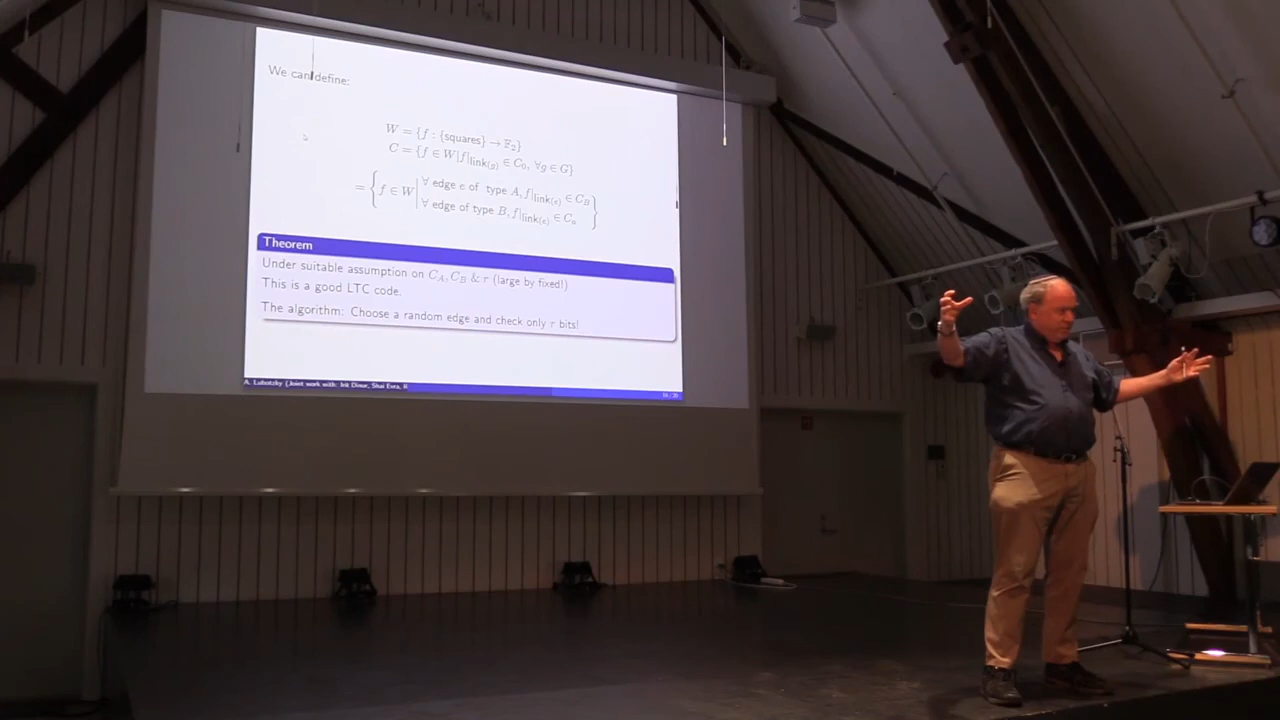 We can define:
W = {f : {squares} → 𝔽₂}
C = {f ∈ W|f|link(g) ∈ C₀, ∀g ∈ G}
= {f ∈ W| ∀ edge e of type A, f|link(e) ∈ C_B
∀ edge of type B, f|link(e) ∈ C_a}
Theorem
Under suitable assumption on C_A, C_B & r (large by fixed!)
This is a good LTC code.
The algorithm: Choose a random edge and check only r bits!
A. Lubotzky (Joint work with: Irit Dinur, Shai Evra, R